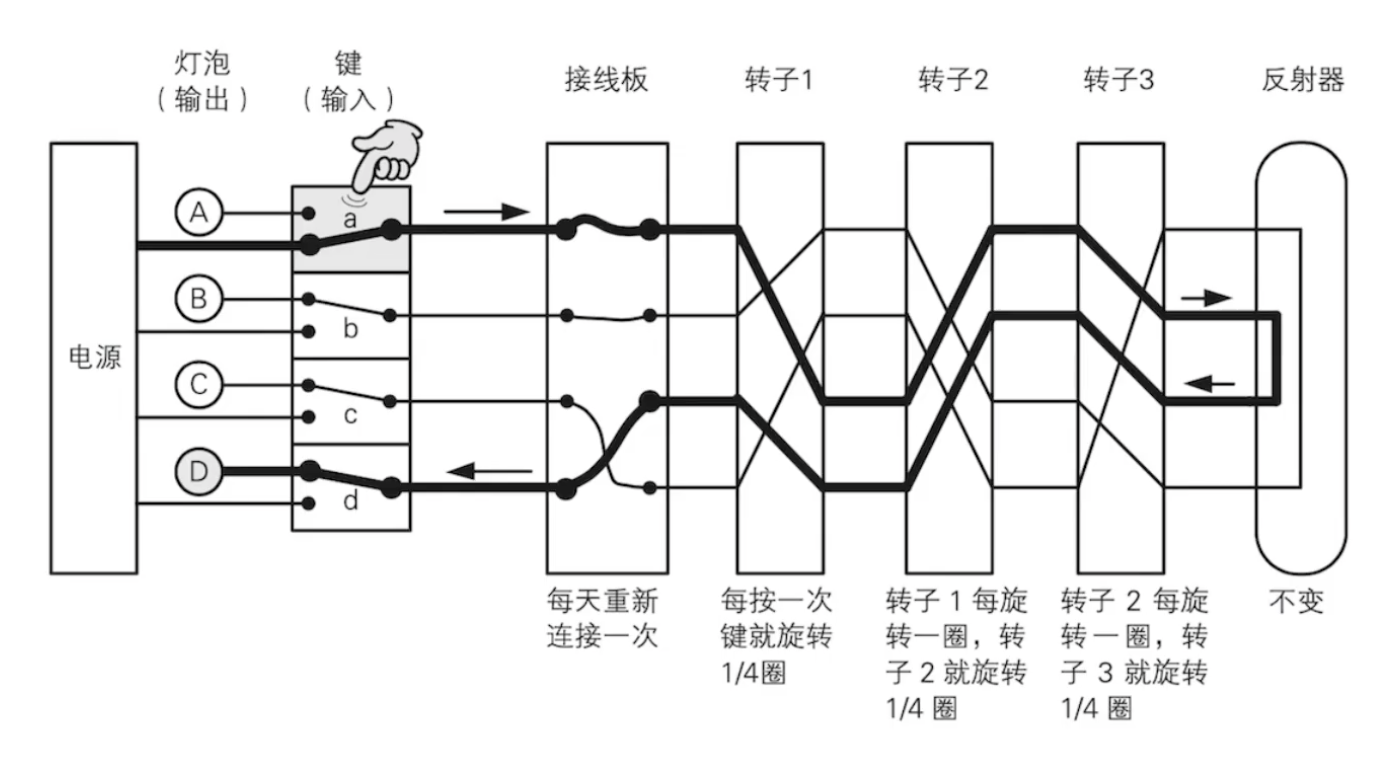 灯泡
（输出）
键
（输入）
接线板
转子1
转子2
转子3
反射器
电源
A
a
B
b
C
c
D
d
每天重新
连接一次
每按一次
键就旋转
1/4圈
转子 1 每旋
转一圈，转
子 2 就旋转
1/4 圈
转子 2 每旋
转一圈，转
子 3 就旋转
1/4 圈
不变